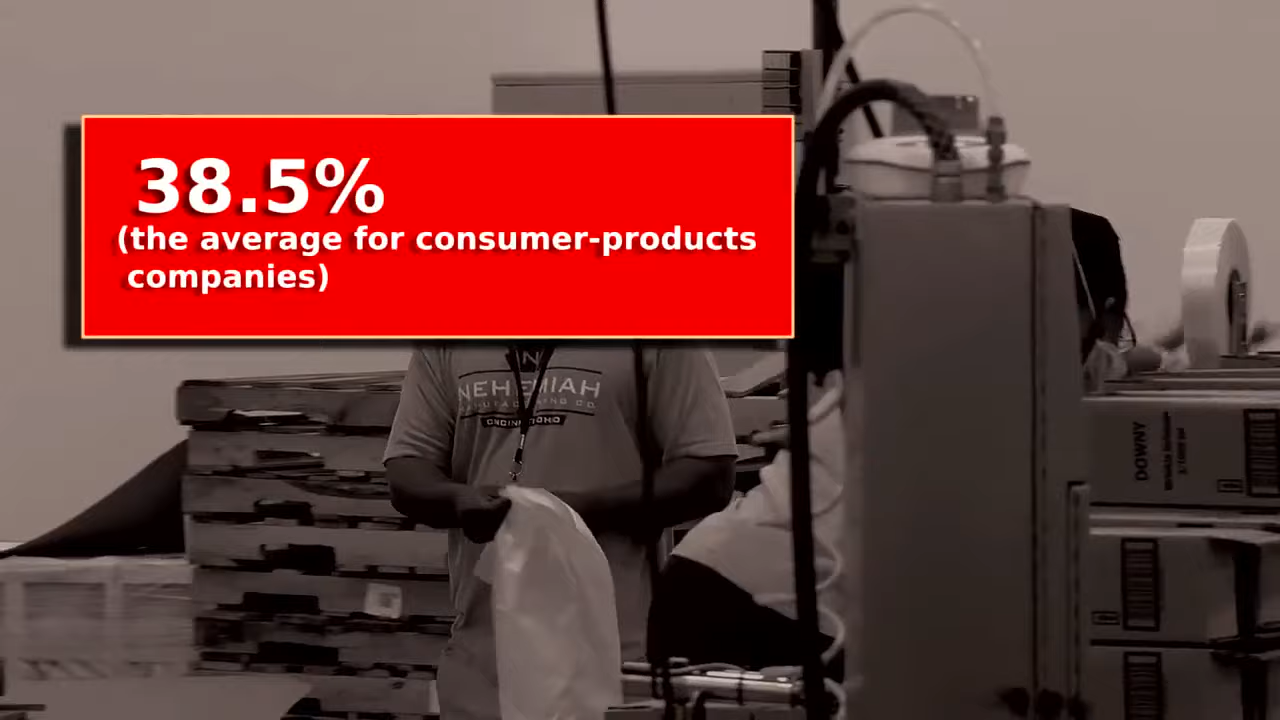 38.5%
(the average for consumer-products
companies)
NEHEMIAH
DOWNY